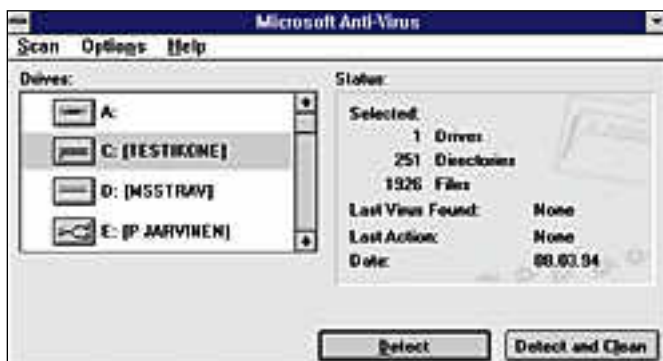 Microsoft Anti-Virus
Scan Options Help
Drives:
A:
C: [TESTIKONE]
D: [MSSTRAV]
E: [P JARVINEN]
Status:
Selected:
1 Drives
251 Directories
1926 Files
Last Virus Found: None
Last Action: None
Date: 08.03.94
Detect
Detect and Clean